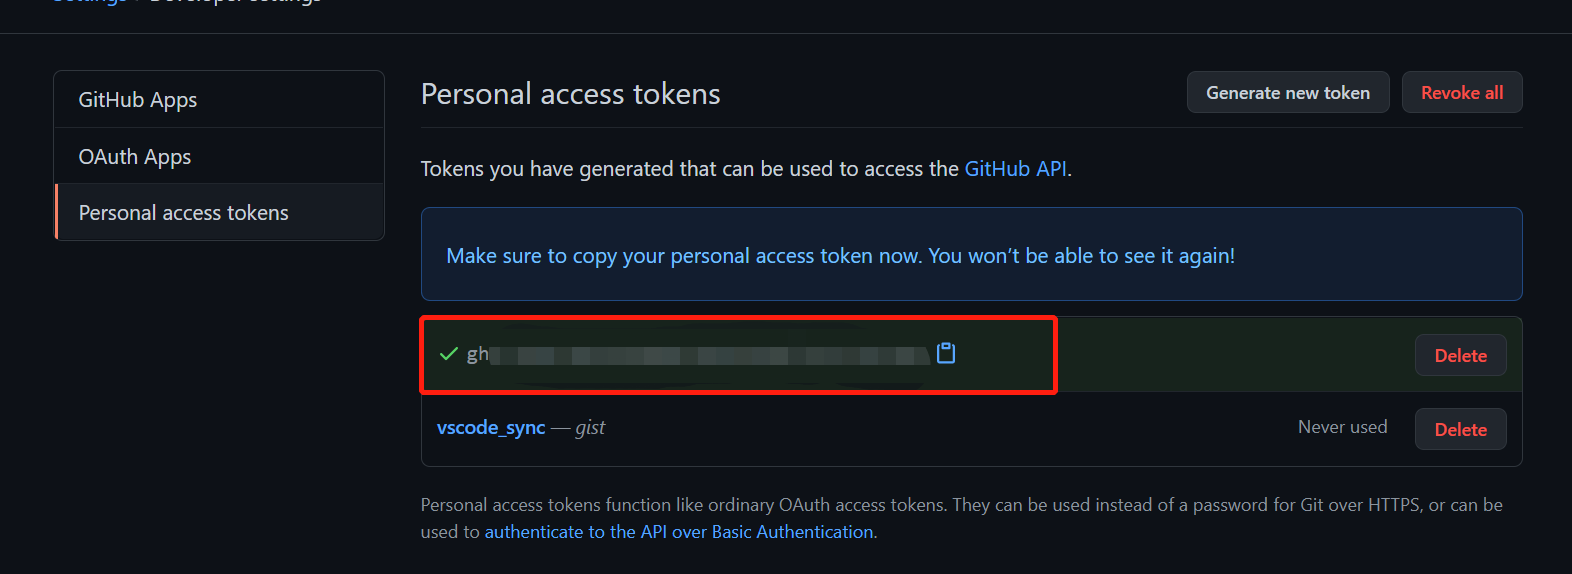 Settings / Developer settings
GitHub Apps
OAuth Apps
Personal access tokens
Personal access tokens
Generate new token
Revoke all
Tokens you have generated that can be used to access the GitHub API.
Make sure to copy your personal access token now. You won’t be able to see it again!
gh
Delete
vscode_sync — gist
Never used
Delete
Personal access tokens function like ordinary OAuth access tokens. They can be used instead of a password for Git over HTTPS, or can be
used to authenticate to the API over Basic Authentication.